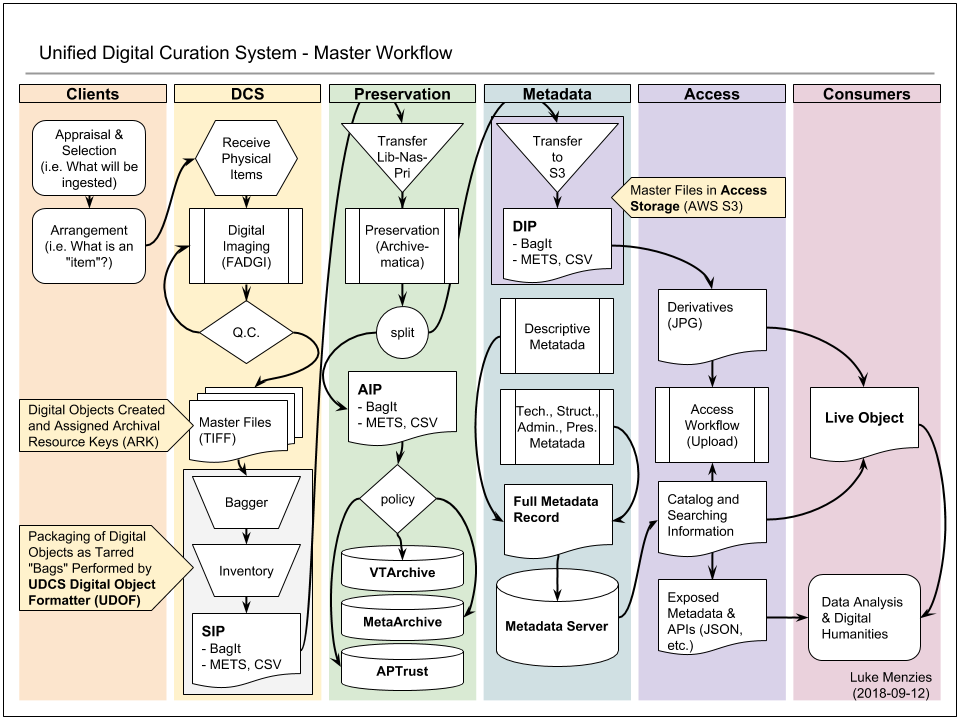 Unified Digital Curation System - Master Workflow
Clients
Appraisal &
Selection
(i.e. What will be
ingested)
Arrangement
(i.e. What is an
"item"?)
Digital Objects Created
and Assigned Archival
Resource Keys (ARK)
Packaging of Digital
Objects as Tarred
"Bags" Performed by
UDCS Digital Object
Formatter (UDOF)
DCS
Receive
Physical
Items
Digital
Imaging
(FADGI)
Q.C.
Master Files
(TIFF)
Bagger
Inventory
SIP
- BagIt
- METS, CSV
Preservation
Transfer
Lib-Nas-
Pri
Preservation
(Archive-
matica)
split
AIP
- BagIt
- METS, CSV
policy
VTArchive
MetaArchive
APTrust
Metadata
Transfer
to
S3
DIP
- BagIt
- METS, CSV
Descriptive
Metatada
Tech., Struct.,
Admin., Pres.
Metatada
Full Metadata
Record
Metadata Server
Access
Master Files in Access
Storage (AWS S3)
Derivatives
(JPG)
Access
Workflow
(Upload)
Catalog and
Searching
Information
Exposed
Metadata &
APIs (JSON,
etc.)
Consumers
Live Object
Data Analysis
& Digital
Humanities
Luke Menzies
(2018-09-12)